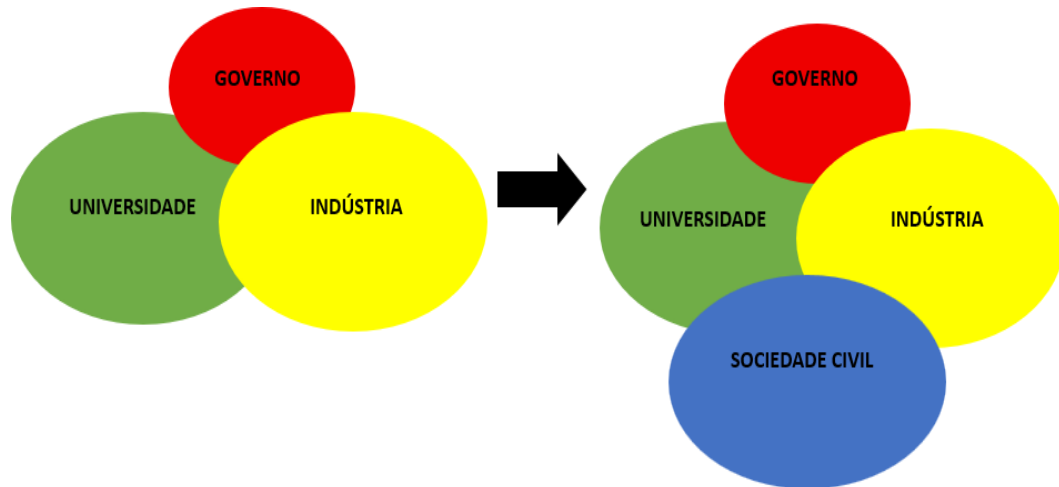 GOVERNO
UNIVERSIDADE
INDÚSTRIA
GOVERNO
UNIVERSIDADE
INDÚSTRIA
SOCIEDADE CIVIL